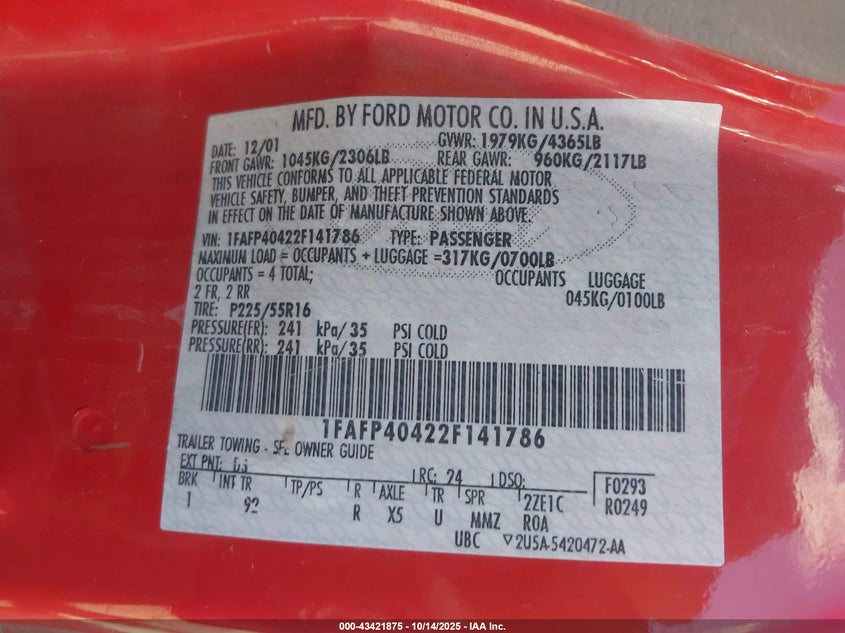 MFD. BY FORD MOTOR CO. IN U.S.A.
DATE: 12/01 GVWR: 1979KG/4365LB
FRONT GAWR: 1045KG/2306LB REAR GAWR: 960KG/2117LB
THIS VEHICLE CONFORMS TO ALL APPLICABLE FEDERAL MOTOR
VEHICLE SAFETY, BUMPER, AND THEFT PREVENTION STANDARDS
IN EFFECT ON THE DATE OF MANUFACTURE SHOWN ABOVE.
VIN: 1FAFP40422F141786 TYPE: PASSENGER
MAXIMUM LOAD = OCCUPANTS + LUGGAGE =317KG/0700LB
OCCUPANTS = 4 TOTAL; OCCUPANTS LUGGAGE
2 FR, 2 RR 045KG/0100LB
TIRE: P225/55R16
PRESSURE(FR): 241 kPa/ 35 PSI COLD
PRESSURE(RR): 241 kPa/ 35 PSI COLD
1FAFP40422F141786
TRAILER TOWING - SEE OWNER GUIDE
EXT PNT: RC: 24 DSO: F0293
BRK INT TR TP/PS R AXLE TR SPR 2ZE1C R0249
1 92 R X5 U MMZ ROA
UBC ▽2U5A-5420472-AA
000-43421875 - 10/14/2025 - IAA Inc.